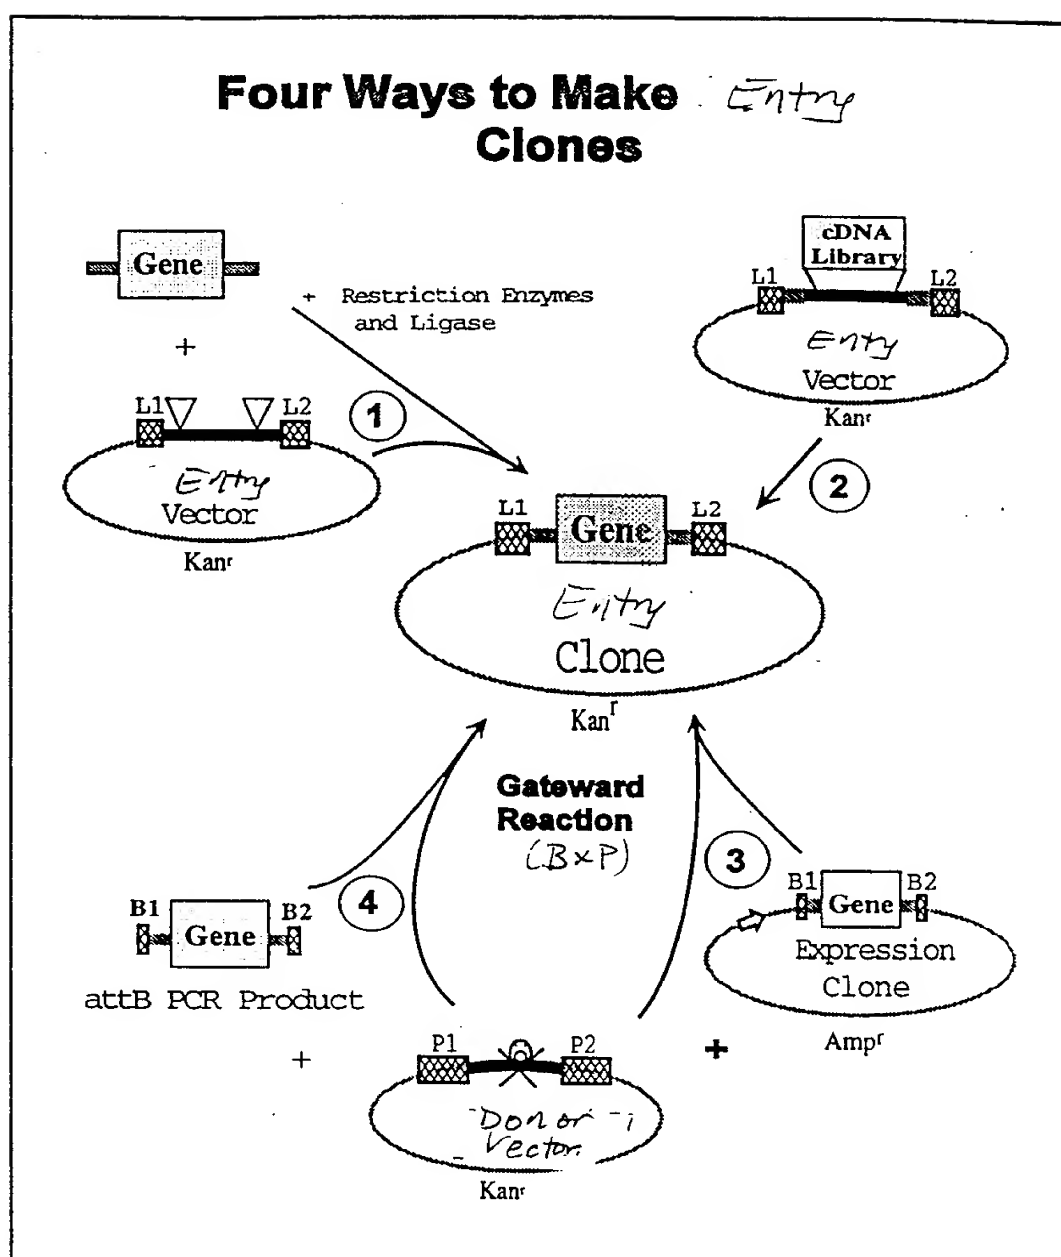 Four Ways to Make Entry
Clones
Gene
+ Restriction Enzymes
and Ligase
+
L1
L2
Entry
Vector
Kanr
1
cDNA
Library
L1
L2
Entry
Vector
Kanr
2
L1
Gene
L2
Entry
Clone
Kanr
Gateward
Reaction
(B×P)
4
3
B1
Gene
B2
attB PCR Product
+
B1
Gene
B2
Expression
Clone
Ampr
+
P1
P2
Donor
Vector
Kanr